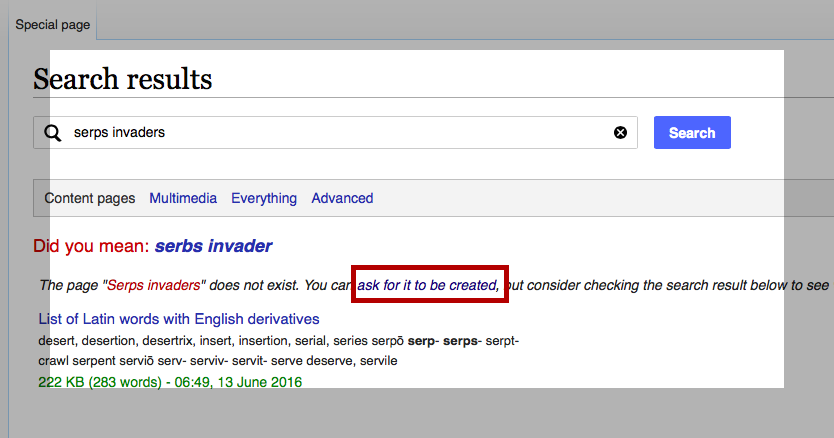 Special page
Search results
serps invaders
Search
Content pages Multimedia Everything Advanced
Did you mean: serbs invader
The page "Serps invaders" does not exist. You can ask for it to be created, but consider checking the search result below to see
List of Latin words with English derivatives
desert, desertion, desertrix, insert, insertion, serial, series serpō serp- serps- serpt-
crawl serpent serviō serv- serviv- servit- serve deserve, servile
222 KB (283 words) - 06:49, 13 June 2016